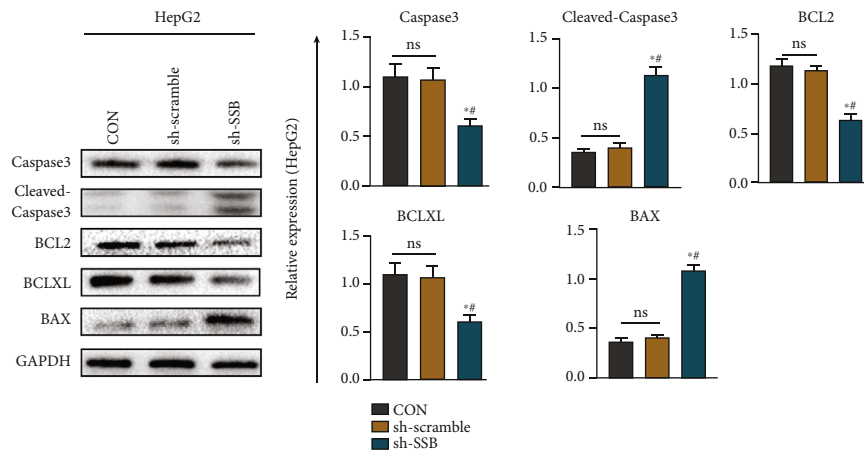 HepG2
CON
sh-scramble
sh-SSB
Caspase3
Cleaved-
Caspase3
BCL2
BCLXL
BAX
GAPDH
Relative expression (HepG2)
Caspase3
1.5
1.0
0.5
0.0
ns
*#
Cleaved-Caspase3
1.5
1.0
0.5
0.0
ns
*#
BCL2
1.5
1.0
0.5
0.0
ns
*#
BCLXL
1.5
1.0
0.5
0.0
ns
*#
BAX
1.5
1.0
0.5
0.0
ns
*#
CON
sh-scramble
sh-SSB